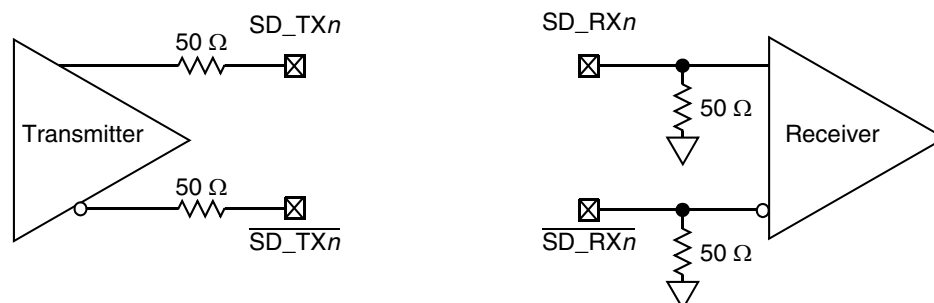 SD_TXn
50 Ω
Transmitter
50 Ω
SD_TXn
SD_RXn
50 Ω
Receiver
SD_RXn
50 Ω